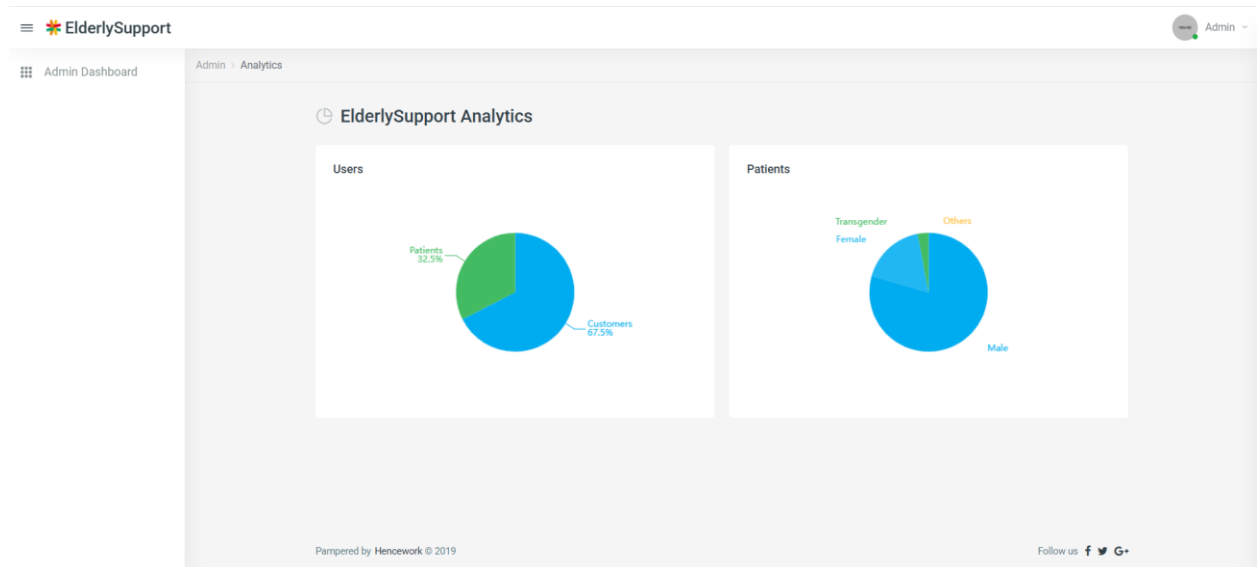 ElderlySupport
Admin
Admin Dashboard
Admin > Analytics
ElderlySupport Analytics
Users
Patients
32.5%
Customers
67.5%
Patients
Transgender
Others
Female
Male
Pampered by Hencework © 2019
Follow us f G+